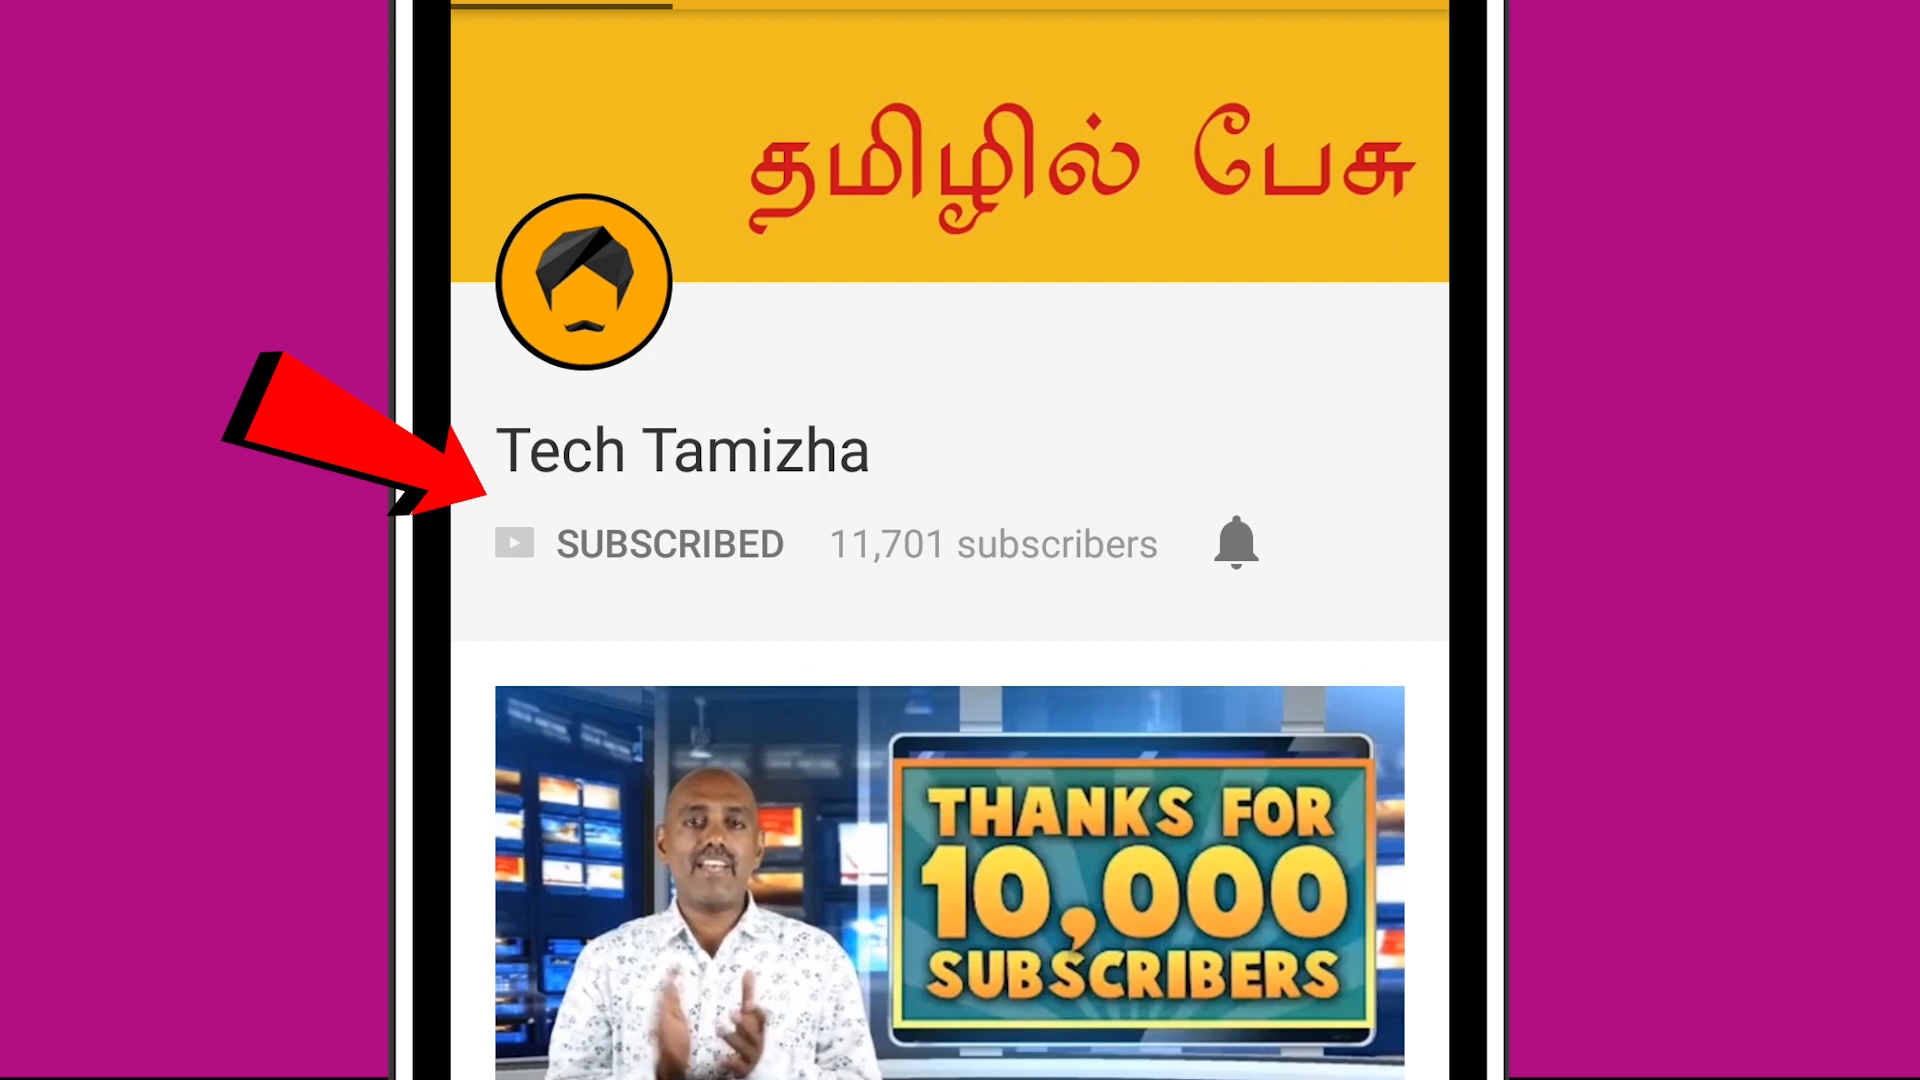 தமிழில் பேசு
Tech Tamizha
SUBSCRIBED 11,701 subscribers
THANKS FOR
10,000
SUBSCRIBERS